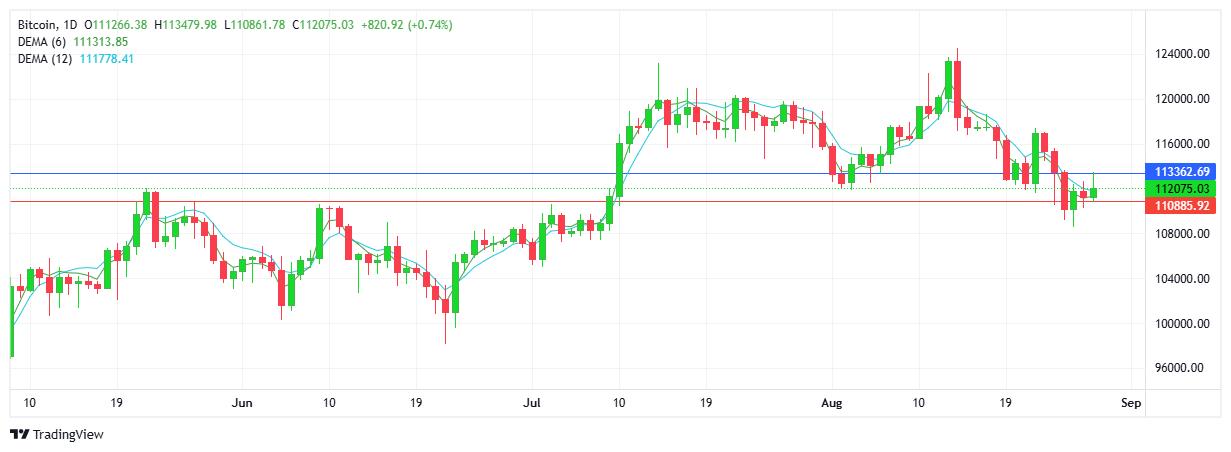 Bitcoin, 1D O111266.38 H113479.98 L110861.78 C112075.03 +820.92 (+0.74%)
DEMA (6) 111313.85
DEMA (12) 111778.41
124000.00
120000.00
116000.00
113362.69
112075.03
110885.92
108000.00
104000.00
100000.00
96000.00
10 19 Jun 10 19 Jul 10 19 Aug 10 19 Sep
TradingView